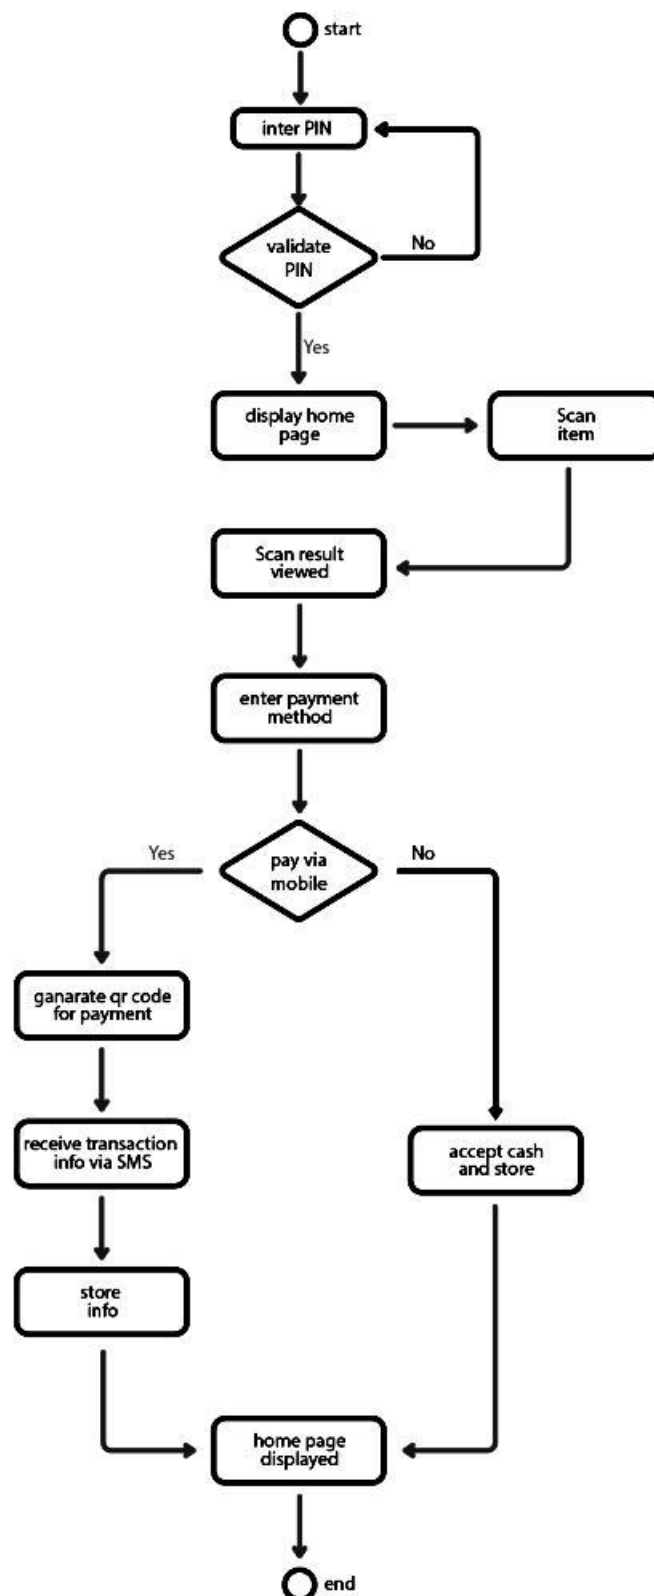 start
inter PIN
validate
PIN
No
Yes
display home
page
Scan
item
Scan result
viewed
enter payment
method
Yes
pay via
mobile
No
ganarate qr code
for payment
receive transaction
info via SMS
accept cash
and store
store
info
home page
displayed
end